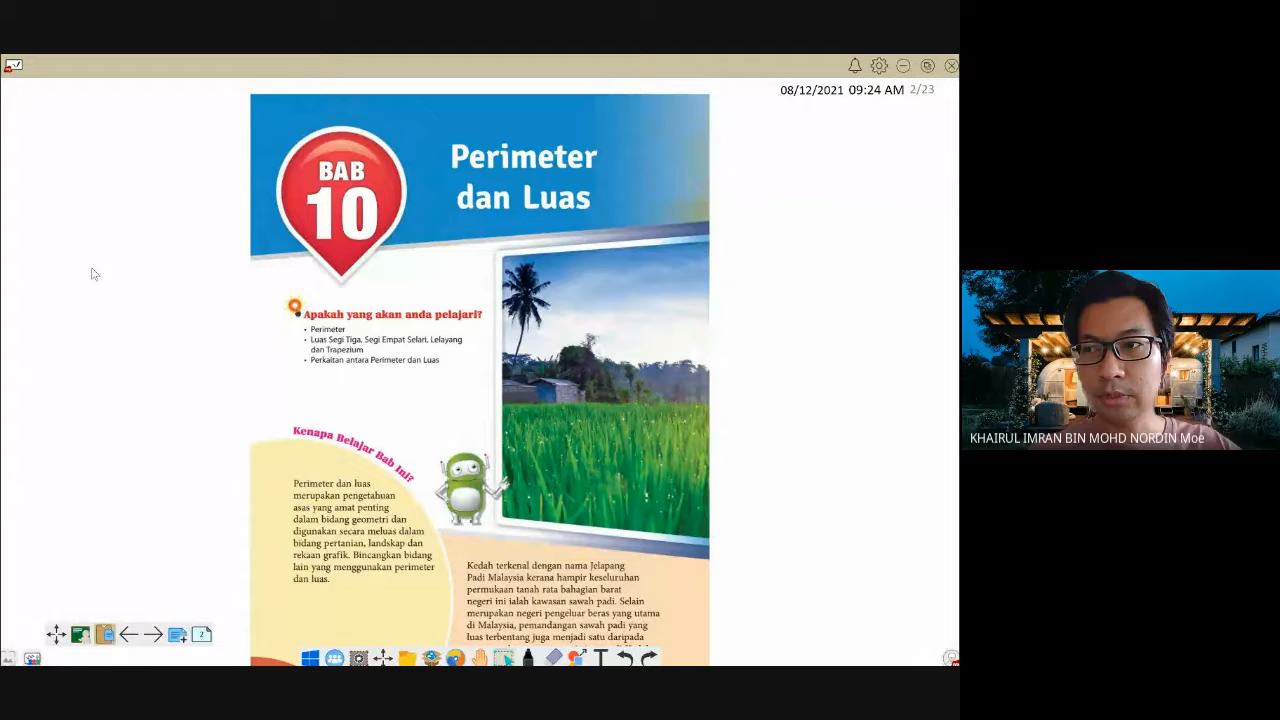 08/12/2021 09:24 AM 2/23
BAB
10
Perimeter
dan Luas
Apakah yang akan anda pelajari?
• Perimeter
• Luas Segi Tiga, Segi Empat Selari, Lelayang
dan Trapezium
• Perkaitan antara Perimeter dan Luas
Kenapa Belajar Bab Ini?
Perimeter dan luas
merupakan pengetahuan
asas yang amat penting
dalam bidang geometri dan
digunakan secara meluas dalam
bidang pertanian, landskap dan
rekaan grafik. Bincangkan bidang
lain yang menggunakan perimeter
dan luas.
Kedah terkenal dengan nama Jelapang
Padi Malaysia kerana hampir keseluruhan
permukaan tanah rata bahagian barat
negeri ini ialah kawasan sawah padi. Selain
merupakan negeri pengeluar beras yang utama
di Malaysia, pemandangan sawah padi yang
luas terbentang juga menjadi satu daripada
KHAIRUL IMRAN BIN MOHD NORDIN Moe
2